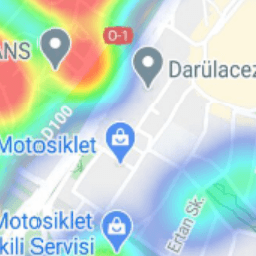 ANS
O-1
Darülacez
D100
Motosiklet
Ertan Sk.
Motosiklet
kili Servisi